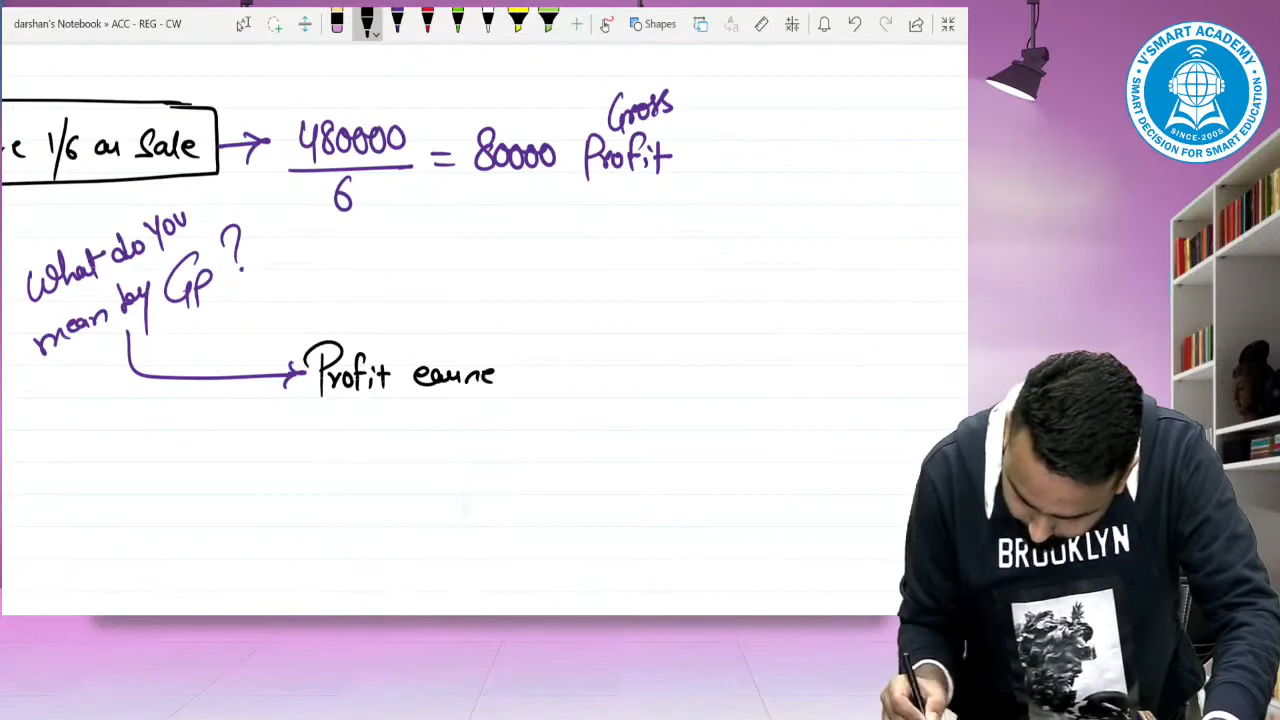 darshan's Notebook » ACC - REG - CW
Shapes
V'SMART ACADEMY
SMART DECISION FOR SMART EDUCATION
SINCE-2005
1/6 on Sale → 480000/6 = 80000 Gross Profit
What do You
mean by GP ?
Profit earne
BROOKLYN